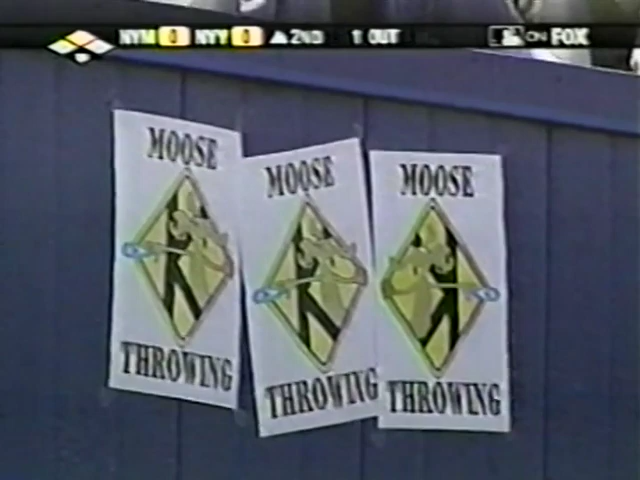 NYM 0 NYY 0 ▲2ND 1 OUT ON FOX
MOOSE
THROWING
MOOSE
THROWING
MOOSE
THROWING